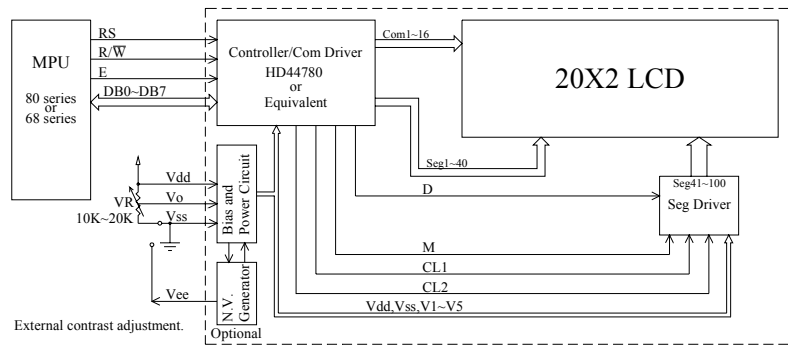 MPU
80 series
or
68 series
RS
R/W̅
E
DB0~DB7
Controller/Com Driver
HD44780
or
Equivalent
Com1~16
20X2 LCD
Seg1~40
D
Seg41~100
Seg Driver
M
CL1
CL2
Vdd,Vss,V1~V5
Vdd
Vo
Vss
VR
10K~20K
Bias and
Power Circuit
N.V.
Generator
Optional
Vee
External contrast adjustment.